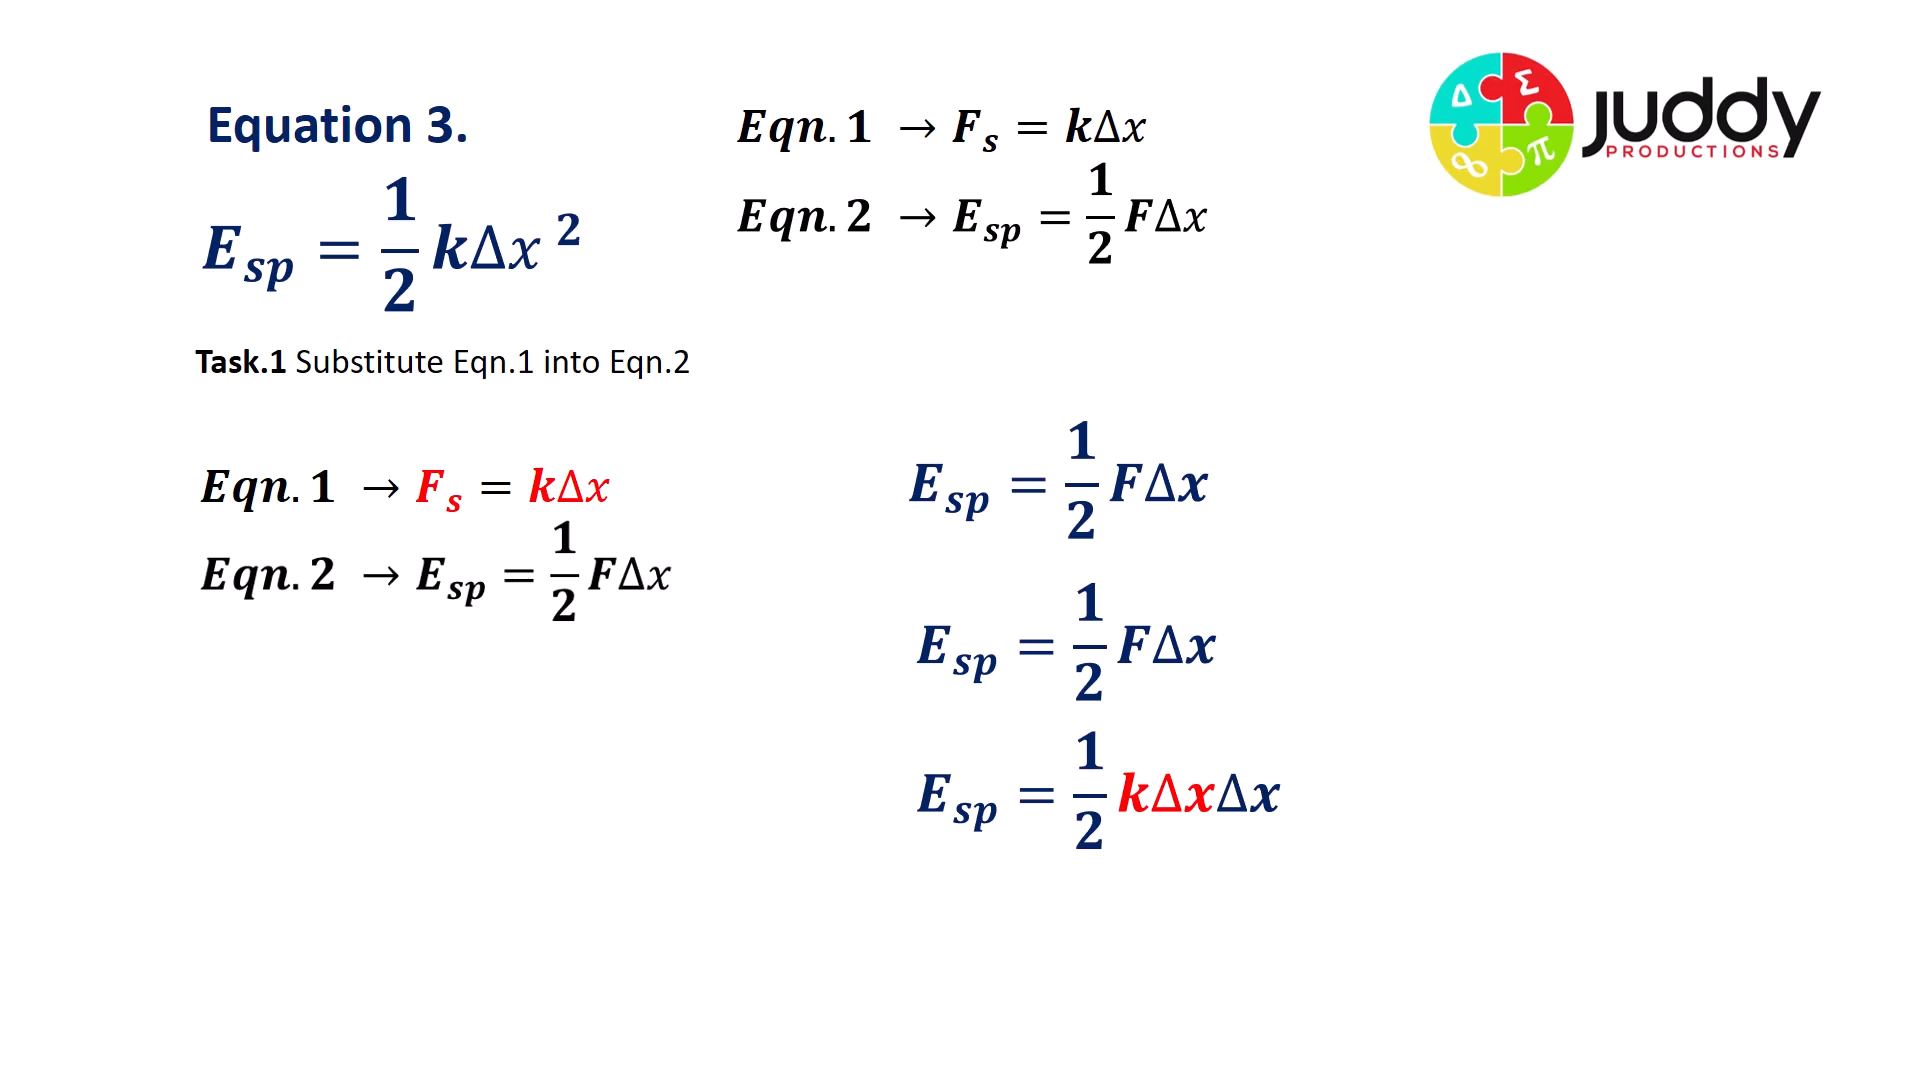 Equation 3.
E_sp = 1/2 kΔx ²
Eqn.1 → F_s = kΔx
Eqn.2 → E_sp = 1/2 FΔx
Δ Σ ∞ π
juddy
PRODUCTIONS
Task.1 Substitute Eqn.1 into Eqn.2
Eqn.1 → F_s = kΔx
Eqn.2 → E_sp = 1/2 FΔx
E_sp = 1/2 FΔx
E_sp = 1/2 FΔx
E_sp = 1/2 kΔxΔx